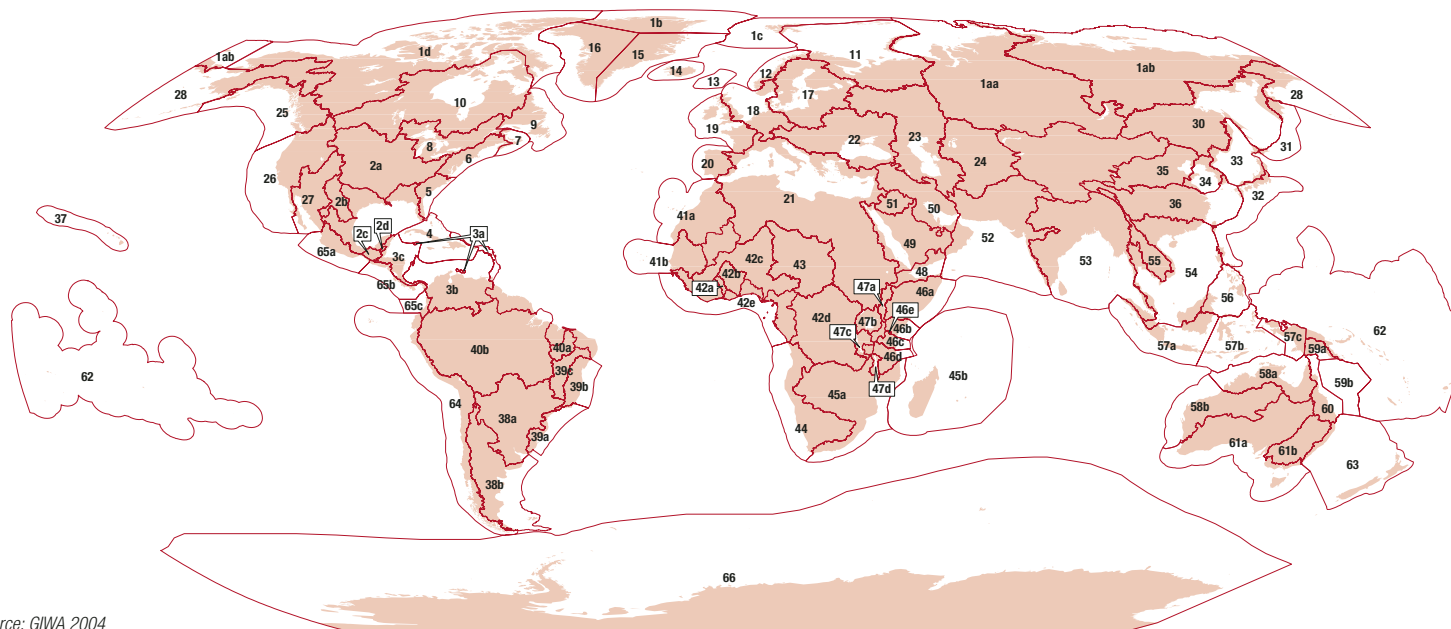 1b
1c
1d
16
15
14
13
12
11
1ab
1ab
1aa
28
28
25
10
9
8
7
6
17
18
19
20
22
23
24
30
31
33
34
35
36
32
26
27
2a
2b
5
2c
2d
4
3a
3c
3b
65a
65b
65c
37
62
21
41a
41b
42a
42b
42c
42e
42d
43
51
50
49
48
52
53
54
55
56
46a
47a
46e
47b
46b
47c
46c
46d
47d
45a
45b
44
40a
40b
39c
39b
64
38a
39a
38b
57a
57b
57c
59a
59b
58a
58b
60
61a
61b
62
63
66
rce: GIWA 2004